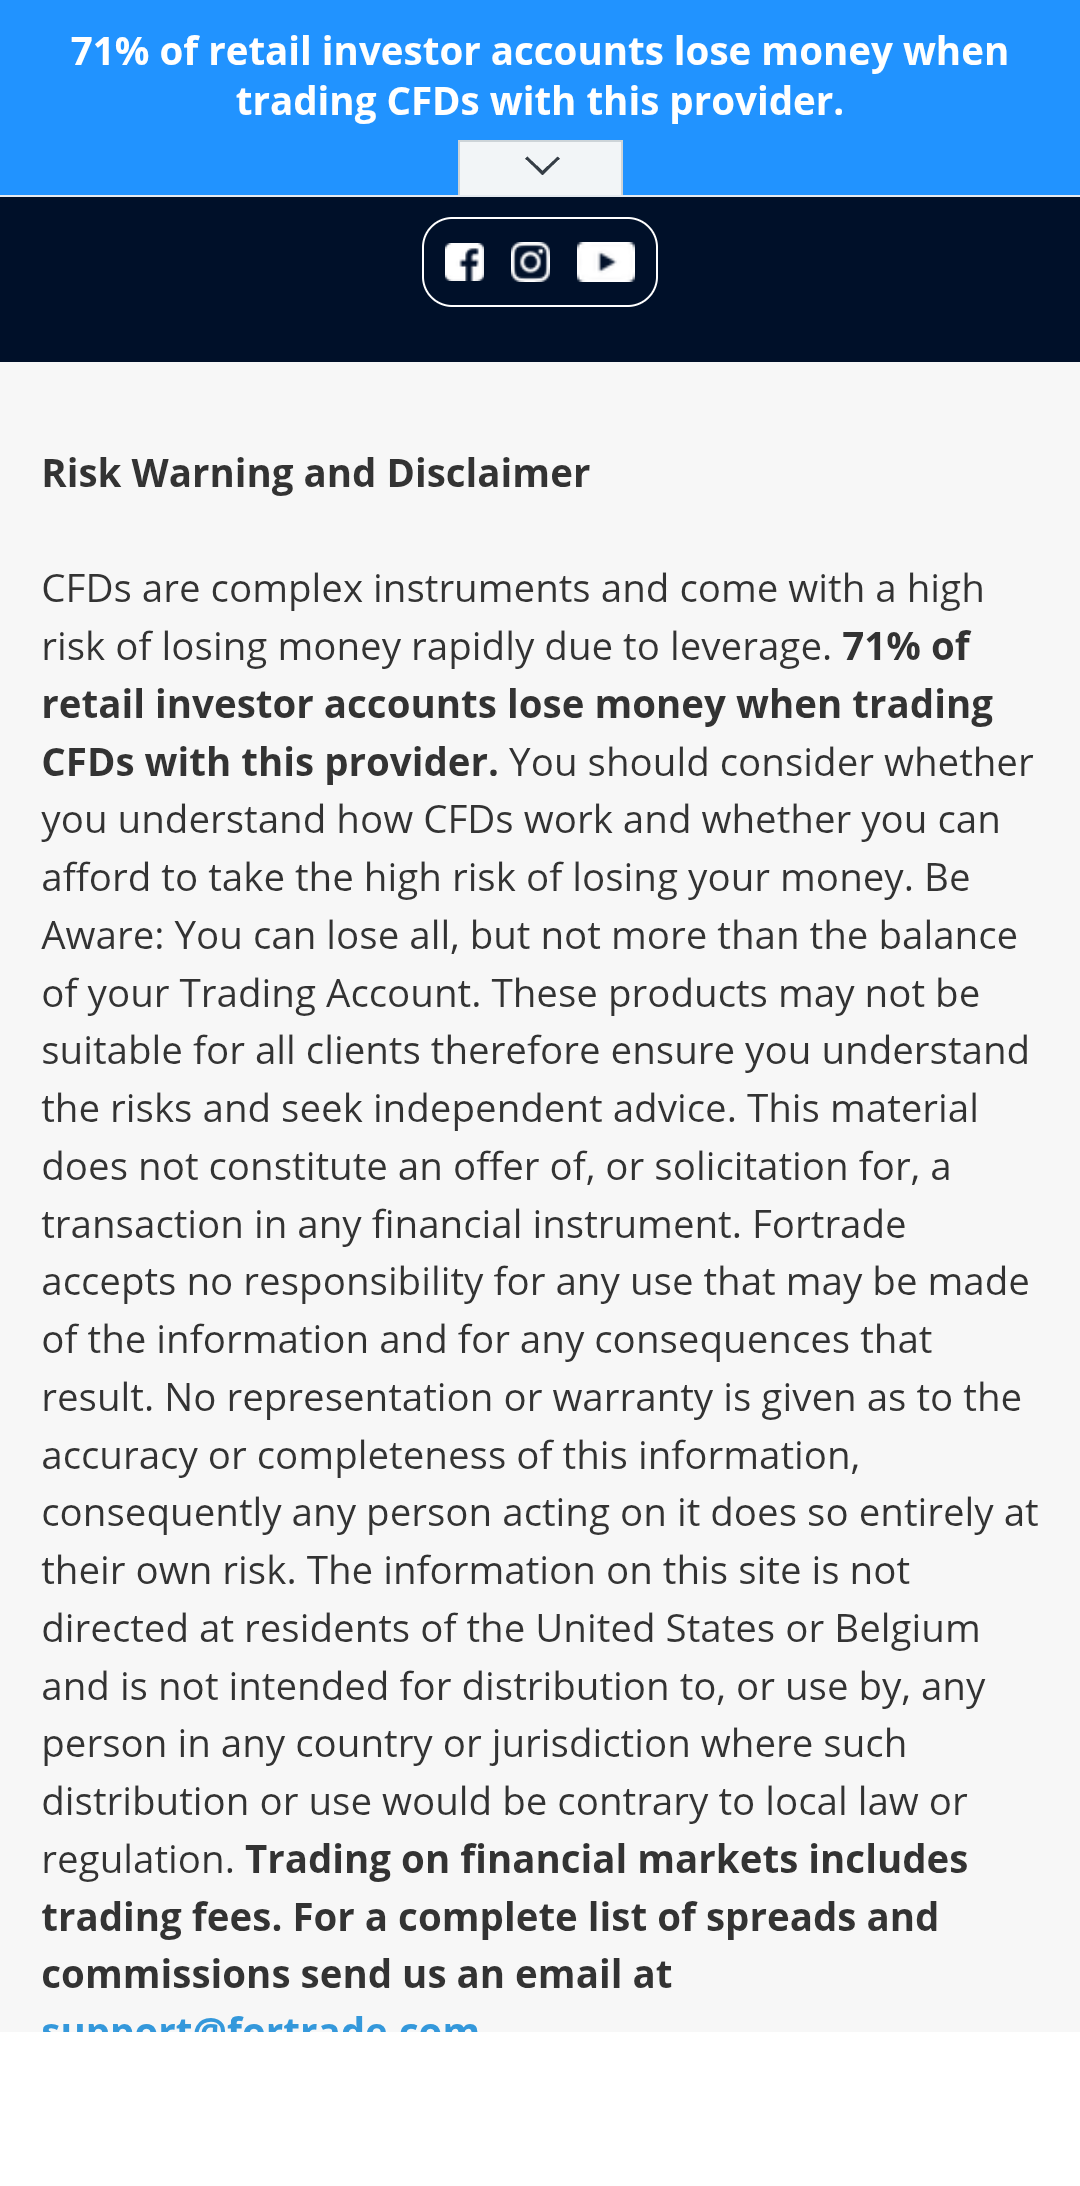 71% of retail investor accounts lose money when
trading CFDs with this provider.
Risk Warning and Disclaimer
CFDs are complex instruments and come with a high
risk of losing money rapidly due to leverage. 71% of
retail investor accounts lose money when trading
CFDs with this provider. You should consider whether
you understand how CFDs work and whether you can
afford to take the high risk of losing your money. Be
Aware: You can lose all, but not more than the balance
of your Trading Account. These products may not be
suitable for all clients therefore ensure you understand
the risks and seek independent advice. This material
does not constitute an offer of, or solicitation for, a
transaction in any financial instrument. Fortrade
accepts no responsibility for any use that may be made
of the information and for any consequences that
result. No representation or warranty is given as to the
accuracy or completeness of this information,
consequently any person acting on it does so entirely at
their own risk. The information on this site is not
directed at residents of the United States or Belgium
and is not intended for distribution to, or use by, any
person in any country or jurisdiction where such
distribution or use would be contrary to local law or
regulation. Trading on financial markets includes
trading fees. For a complete list of spreads and
commissions send us an email at
support@fortrade.com